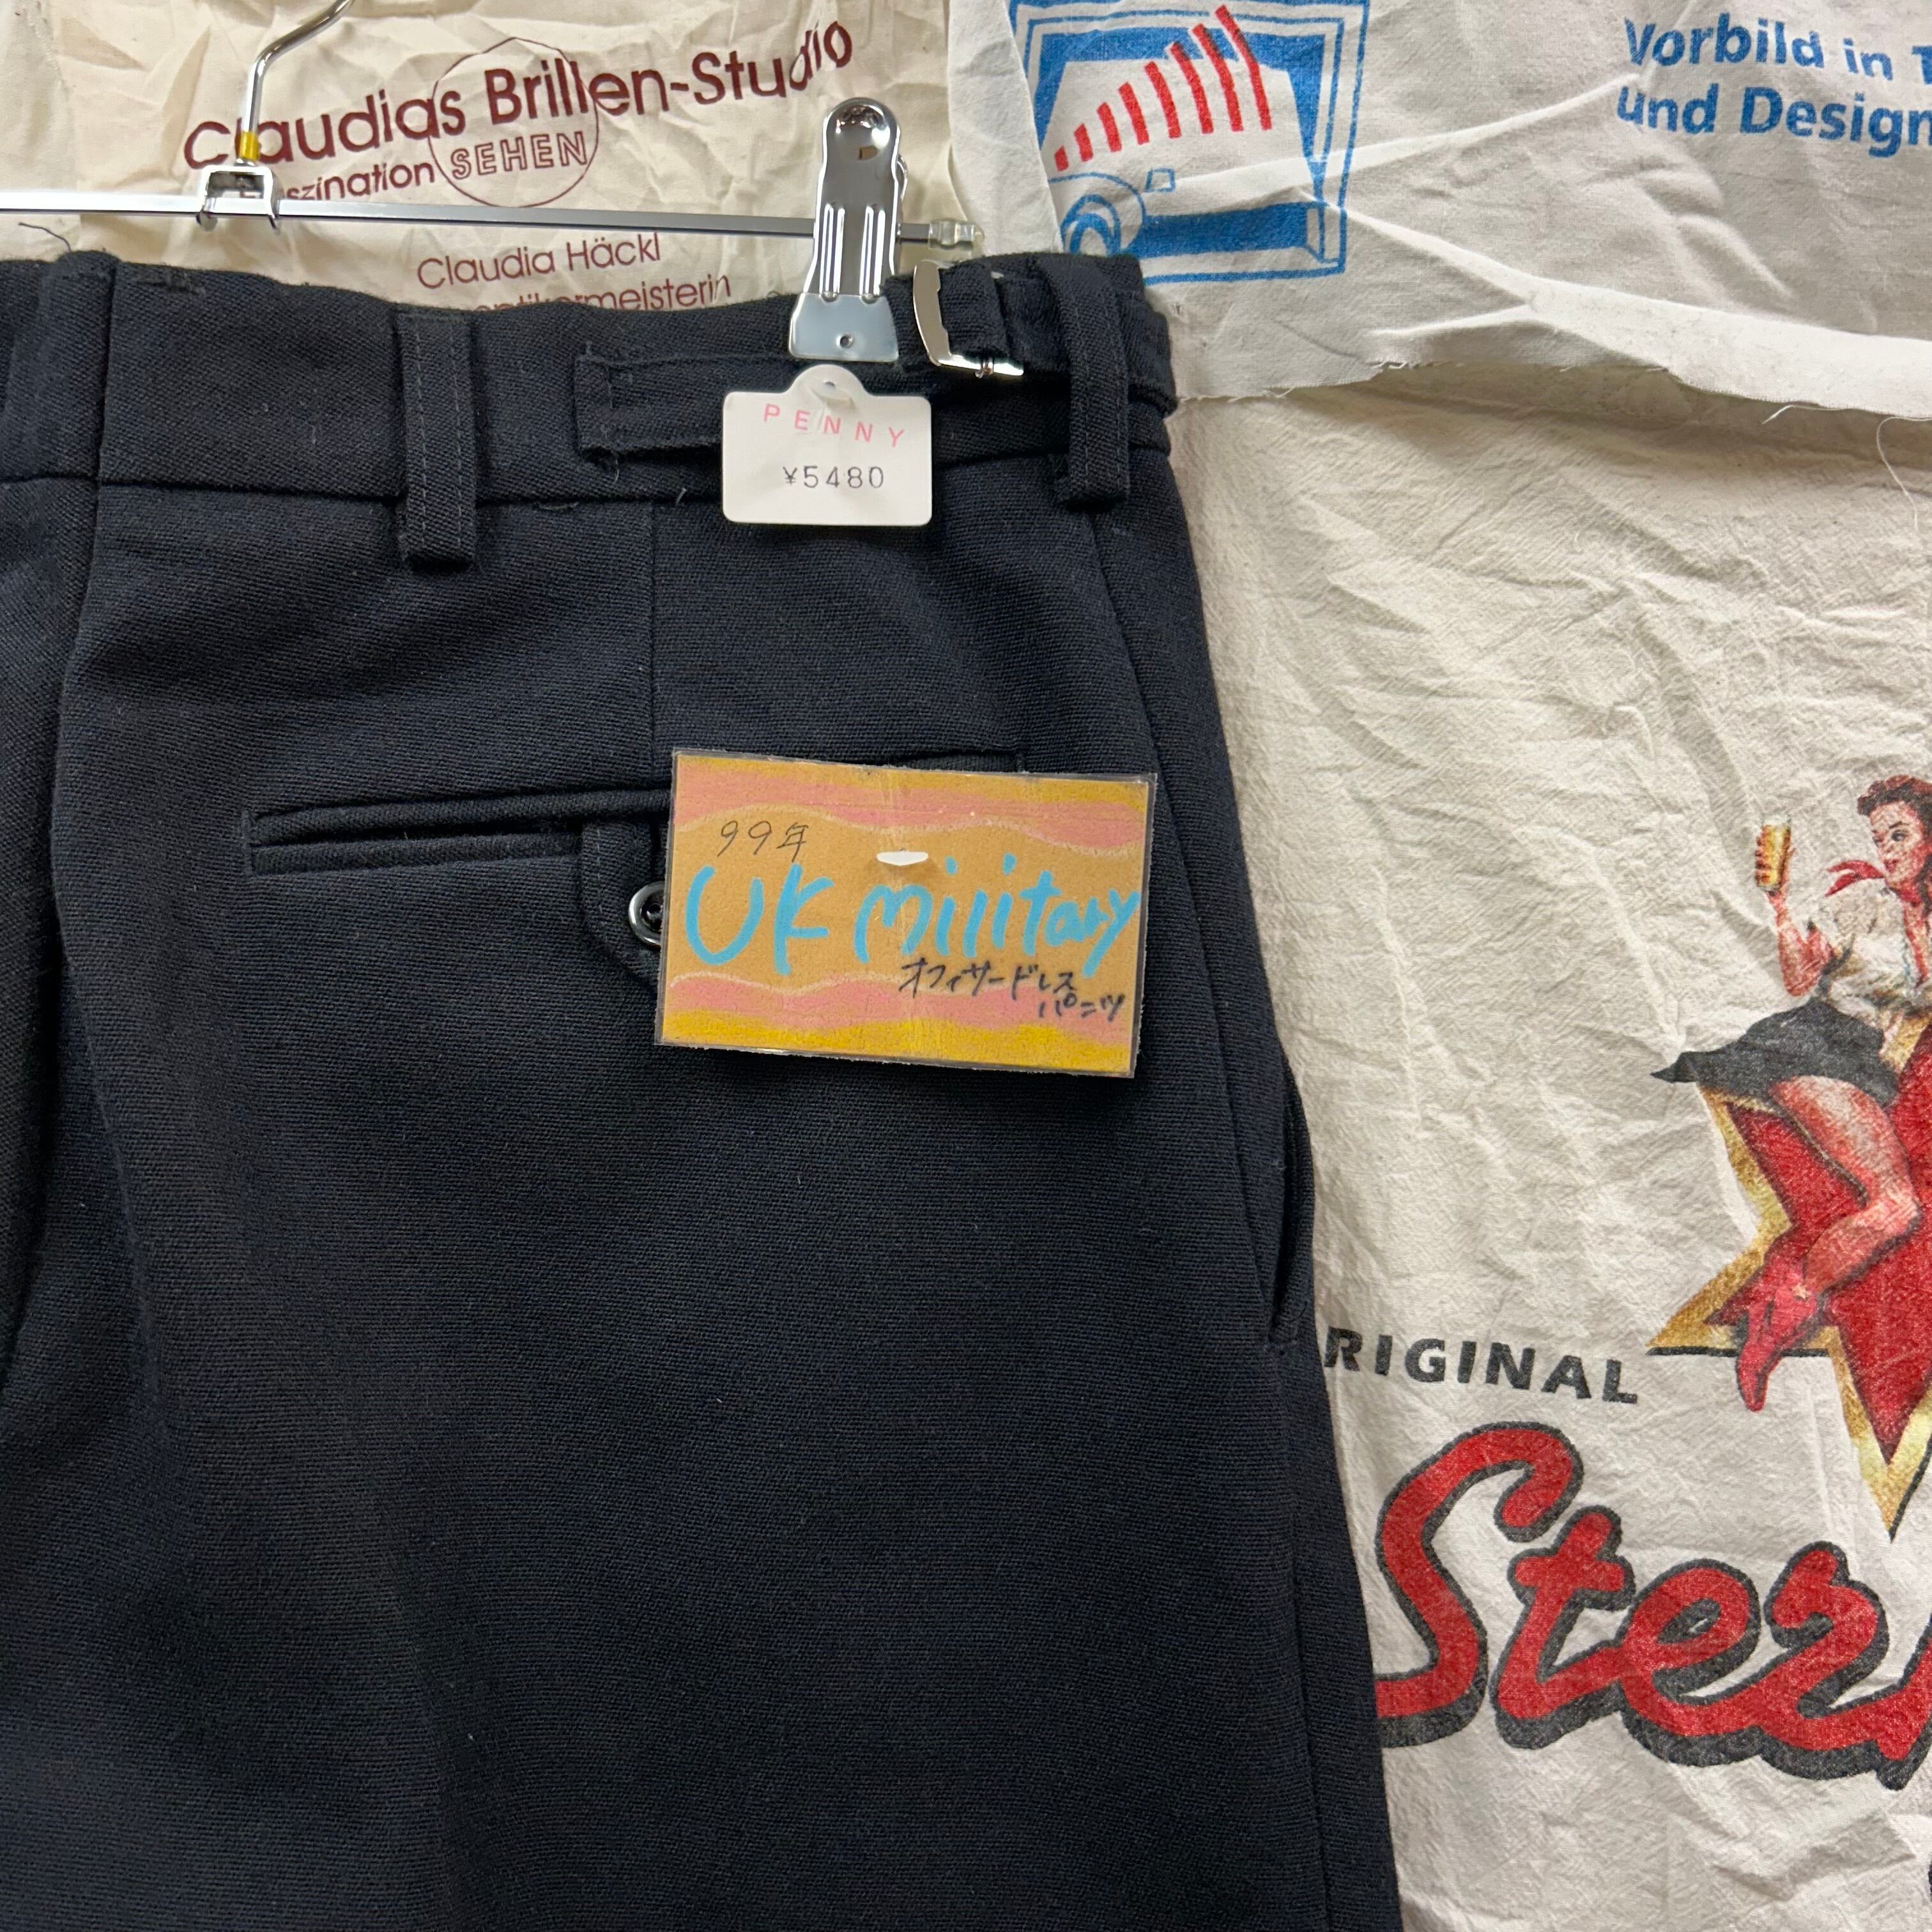 Claudias Brillen-Studio
SEHEN
Claudia Häckl
Vorbild in
und Design
PENNY
¥5480
99年
UK military
オフィサードレス
パンツ
RIGINAL
Ster